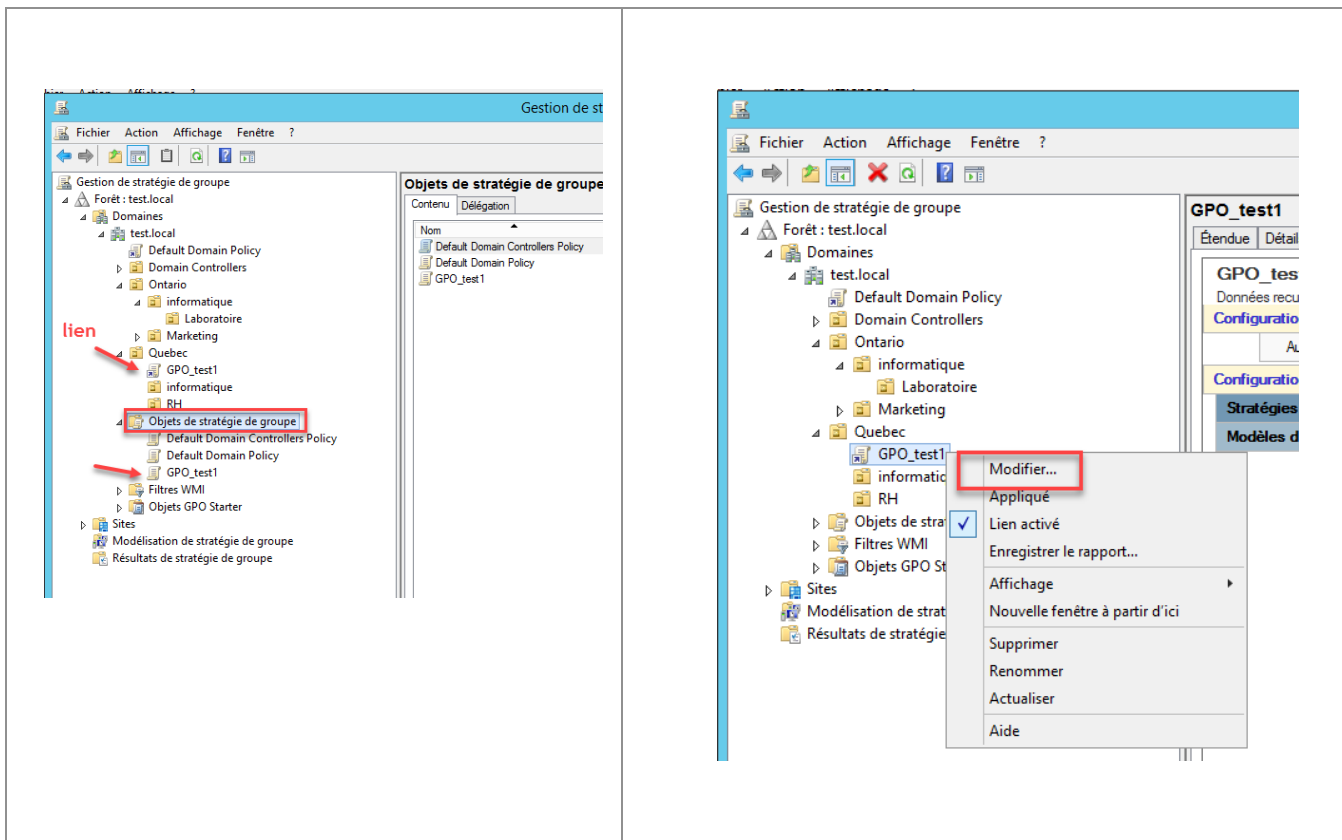 Gestion de st
Fichier Action Affichage Fenêtre ?
Gestion de stratégie de groupe
Forêt : test.local
Domaines
test.local
Default Domain Policy
Domain Controllers
Ontario
informatique
Laboratoire
lien
Marketing
Quebec
GPO_test1
informatique
RH
Objets de stratégie de groupe
Default Domain Controllers Policy
Default Domain Policy
GPO_test1
Filtres WMI
Objets GPO Starter
Sites
Modélisation de stratégie de groupe
Résultats de stratégie de groupe
Objets de stratégie de groupe
Contenu Délégation
Nom
Default Domain Controllers Policy
Default Domain Policy
GPO_test1
Fichier Action Affichage Fenêtre ?
Gestion de stratégie de groupe
Forêt : test.local
Domaines
test.local
Default Domain Policy
Domain Controllers
Ontario
informatique
Laboratoire
Marketing
Quebec
GPO_test1
informatic
RH
Objets de stra
Filtres WMI
Objets GPO St
Sites
Modélisation de strat
Résultats de stratégie
GPO_test1
Étendue Détail
GPO_tes
Données recu
Configuratio
Au
Configuratio
Stratégies
Modèles d
Modifier...
Appliqué
Lien activé
Enregistrer le rapport...
Affichage
Nouvelle fenêtre à partir d'ici
Supprimer
Renommer
Actualiser
Aide